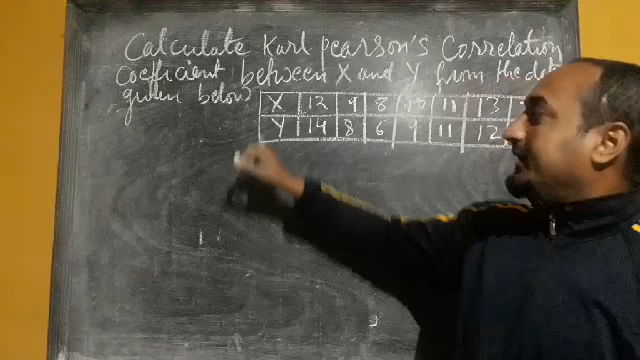 Calculate Karl pearson's Correlation
Coefficient between X and Y from the
given below
X 12 9 8 10 11 13
Y 14 8 6 9 11 12